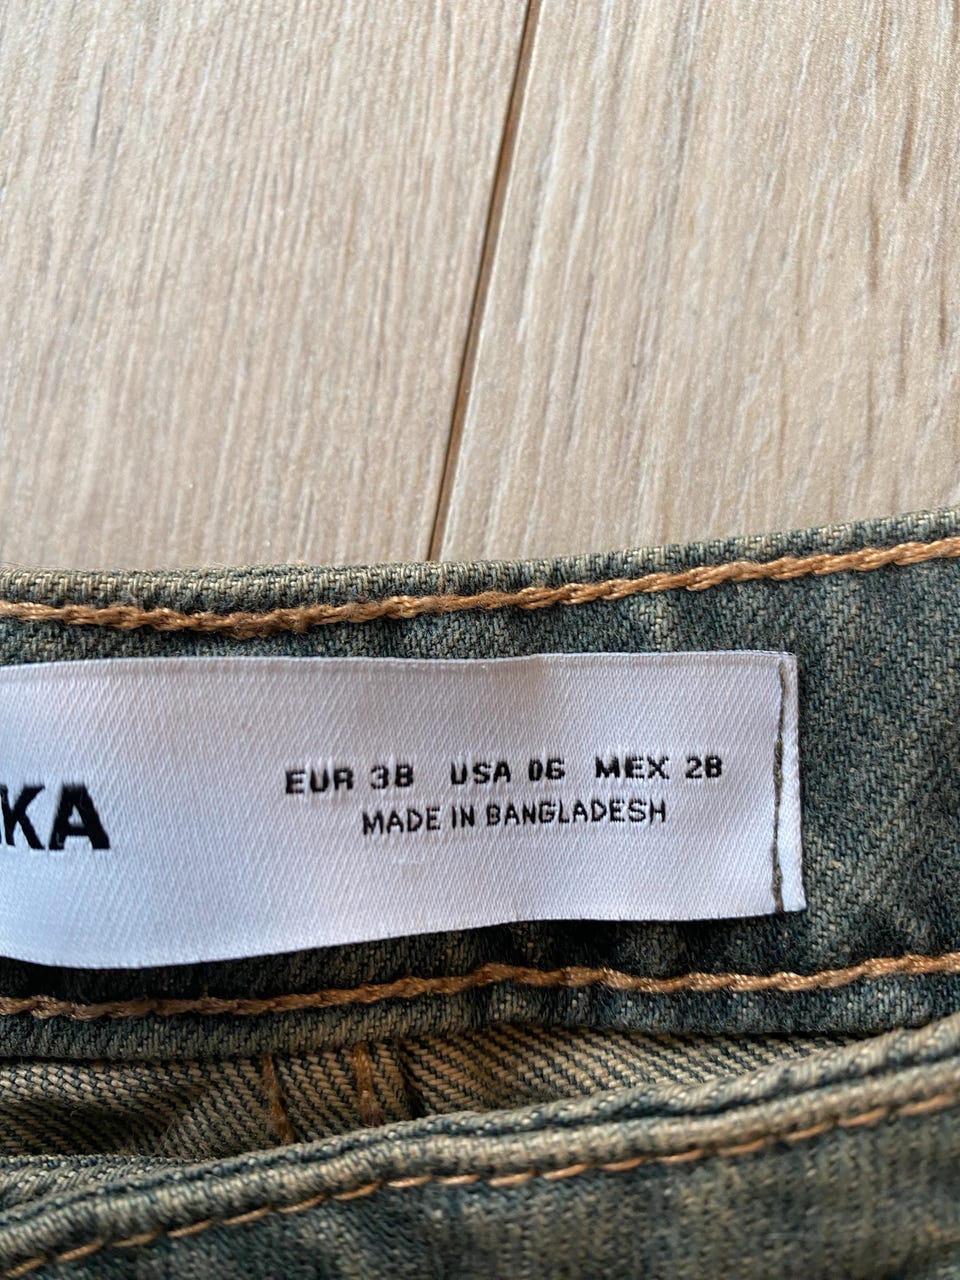 KA
EUR 38 USA 06 MEX 28
MADE IN BANGLADESH